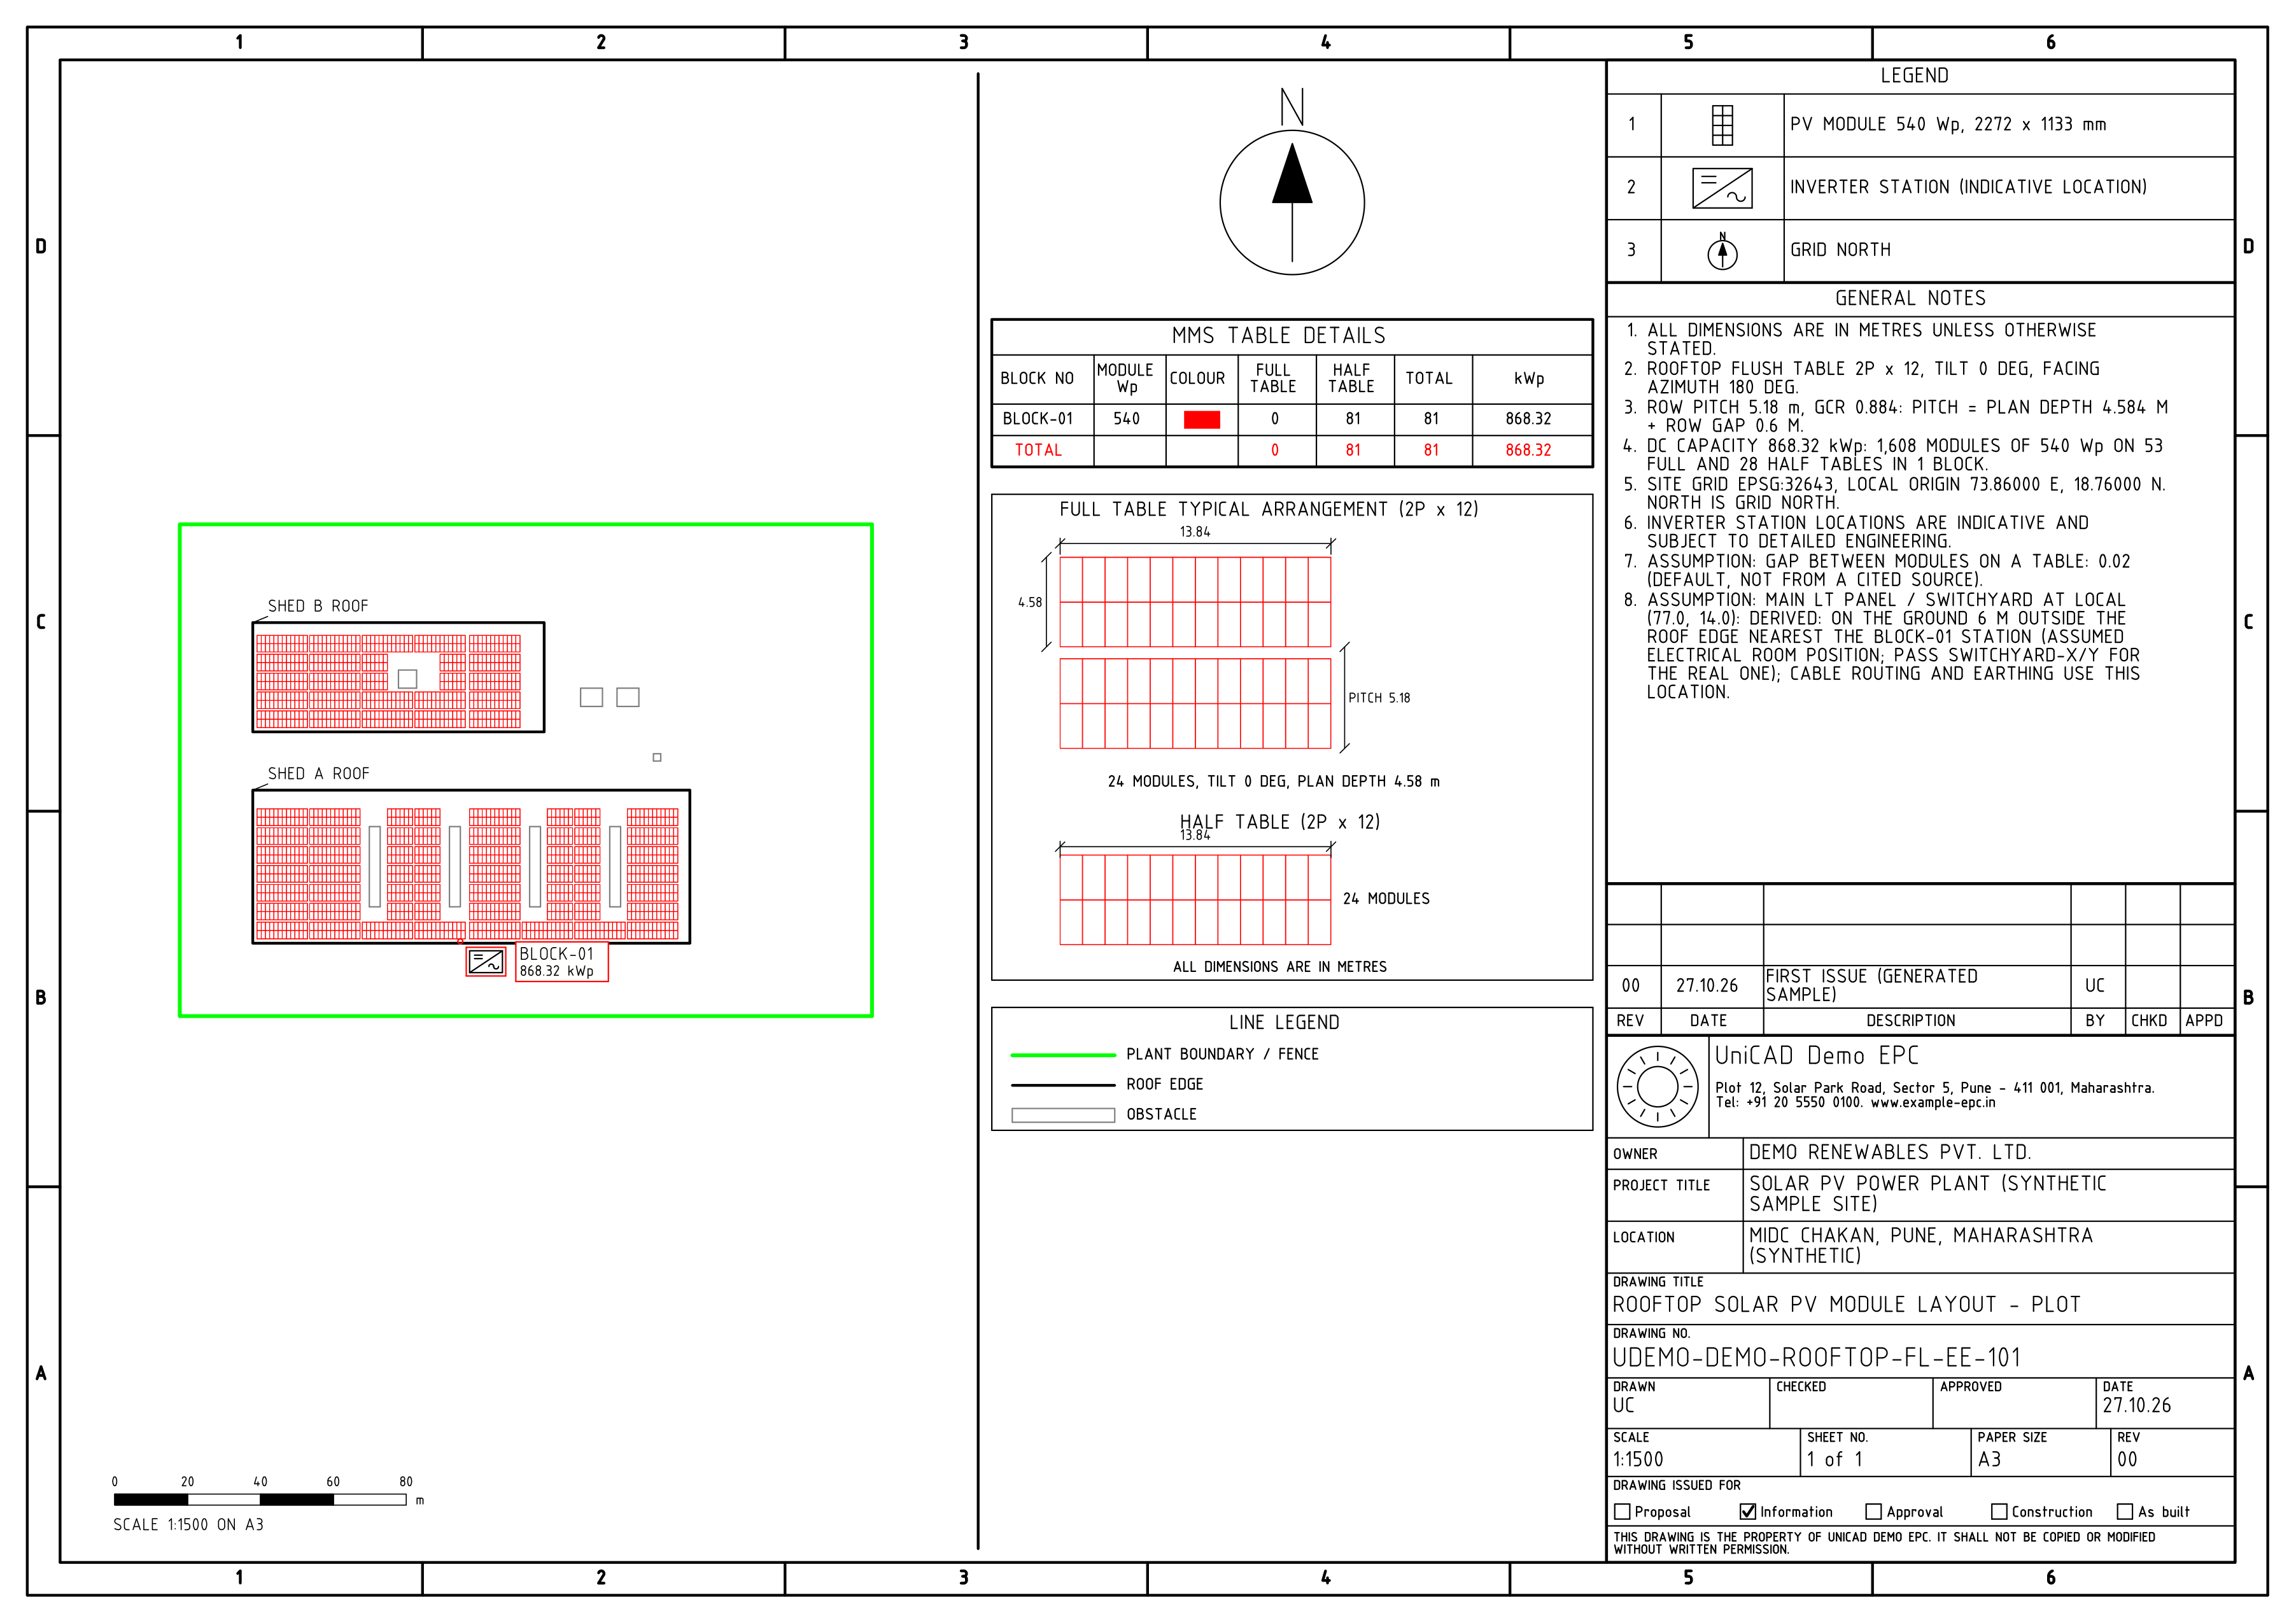 1 2 3 4 5 6
D
C
B
A
D
C
B
A
N
SHED B ROOF
SHED A ROOF
BLOCK-01
868.32 kWp
0 20 40 60 80
m
SCALE 1:1500 ON A3
MMS TABLE DETAILS
BLOCK NO MODULE Wp COLOUR FULL TABLE HALF TABLE TOTAL kWp
BLOCK-01 540 0 81 81 868.32
TOTAL 0 81 81 868.32
FULL TABLE TYPICAL ARRANGEMENT (2P x 12)
13.84
4.58
PITCH 5.18
24 MODULES, TILT 0 DEG, PLAN DEPTH 4.58 m
HALF TABLE (2P x 12)
13.84
24 MODULES
ALL DIMENSIONS ARE IN METRES
LINE LEGEND
PLANT BOUNDARY / FENCE
ROOF EDGE
OBSTACLE
LEGEND
1 PV MODULE 540 Wp, 2272 x 1133 mm
2 INVERTER STATION (INDICATIVE LOCATION)
3 N GRID NORTH
GENERAL NOTES
1. ALL DIMENSIONS ARE IN METRES UNLESS OTHERWISE
STATED.
2. ROOFTOP FLUSH TABLE 2P x 12, TILT 0 DEG, FACING
AZIMUTH 180 DEG.
3. ROW PITCH 5.18 m, GCR 0.884: PITCH = PLAN DEPTH 4.584 M
+ ROW GAP 0.6 M.
4. DC CAPACITY 868.32 kWp: 1,608 MODULES OF 540 Wp ON 53
FULL AND 28 HALF TABLES IN 1 BLOCK.
5. SITE GRID EPSG:32643, LOCAL ORIGIN 73.86000 E, 18.76000 N.
NORTH IS GRID NORTH.
6. INVERTER STATION LOCATIONS ARE INDICATIVE AND
SUBJECT TO DETAILED ENGINEERING.
7. ASSUMPTION: GAP BETWEEN MODULES ON A TABLE: 0.02
(DEFAULT, NOT FROM A CITED SOURCE).
8. ASSUMPTION: MAIN LT PANEL / SWITCHYARD AT LOCAL
(77.0, 14.0): DERIVED: ON THE GROUND 6 M OUTSIDE THE
ROOF EDGE NEAREST THE BLOCK-01 STATION (ASSUMED
ELECTRICAL ROOM POSITION; PASS SWITCHYARD-X/Y FOR
THE REAL ONE); CABLE ROUTING AND EARTHING USE THIS
LOCATION.
00 27.10.26 FIRST ISSUE (GENERATED SAMPLE) UC
REV DATE DESCRIPTION BY CHKD APPD
UniCAD Demo EPC
Plot 12, Solar Park Road, Sector 5, Pune - 411 001, Maharashtra.
Tel: +91 20 5550 0100. www.example-epc.in
OWNER DEMO RENEWABLES PVT. LTD.
PROJECT TITLE SOLAR PV POWER PLANT (SYNTHETIC
SAMPLE SITE)
LOCATION MIDC CHAKAN, PUNE, MAHARASHTRA
(SYNTHETIC)
DRAWING TITLE
ROOFTOP SOLAR PV MODULE LAYOUT - PLOT
DRAWING NO.
UDEMO-DEMO-ROOFTOP-FL-EE-101
DRAWN CHECKED APPROVED DATE
UC 27.10.26
SCALE SHEET NO. PAPER SIZE REV
1:1500 1 of 1 A3 00
DRAWING ISSUED FOR
Proposal Information Approval Construction As built
THIS DRAWING IS THE PROPERTY OF UNICAD DEMO EPC. IT SHALL NOT BE COPIED OR MODIFIED
WITHOUT WRITTEN PERMISSION.
1 2 3 4 5 6